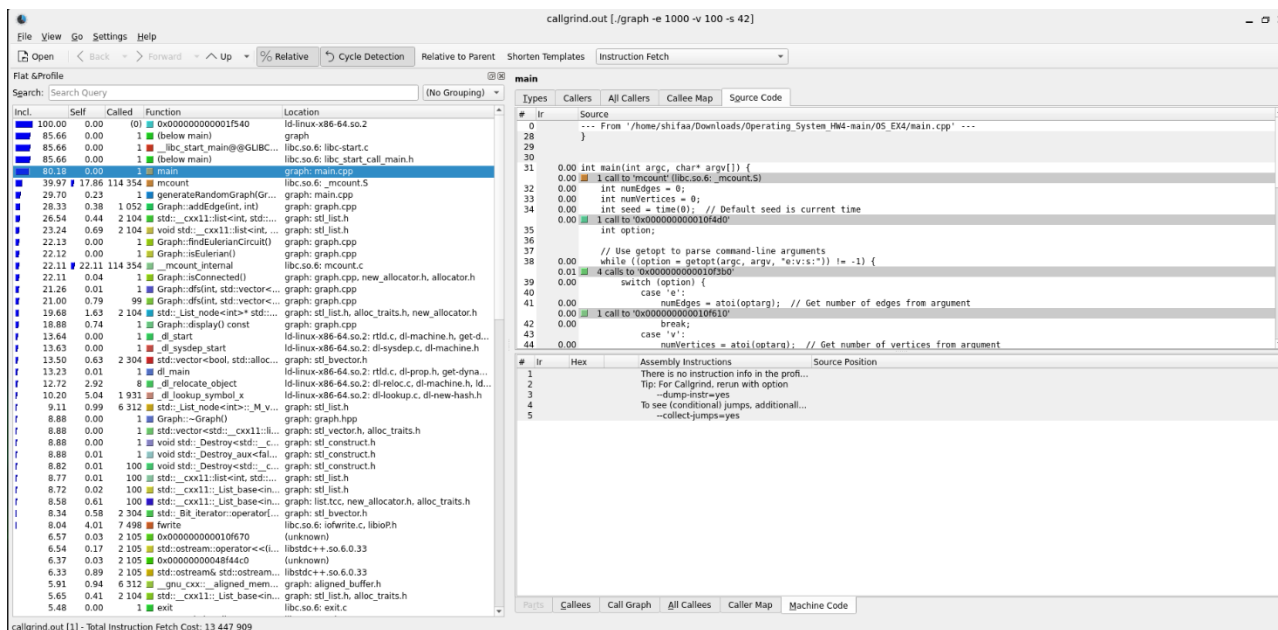 callgrind.out [./graph -e 1000 -v 100 -s 42]
File View Go Settings Help
Open Back Forward Up % Relative Cycle Detection Relative to Parent Shorten Templates Instruction Fetch
Flat &Profile
Search: Search Query (No Grouping)
Incl. Self Called Function Location
100.00 0.00 (0) 0x000000000001f540 ld-linux-x86-64.so.2
85.66 0.00 1 (below main) graph
85.66 0.00 1 __libc_start_main@@GLIBC... libc.so.6: libc-start.c
85.66 0.00 1 (below main) libc.so.6: libc_start_call_main.h
80.18 0.00 1 main graph: main.cpp
39.97 17.86 114 354 mcount libc.so.6: _mcount.S
29.70 0.23 1 generateRandomGraph(Gr... graph: main.cpp
28.33 0.38 1 052 Graph::addEdge(int, int) graph: graph.cpp
26.54 0.44 2 104 std::__cxx11::list<int, std::... graph: stl_list.h
23.24 0.69 2 104 void std::__cxx11::list<int, ... graph: stl_list.h
22.13 0.00 1 Graph::findEulerianCircuit() graph: graph.cpp
22.12 0.00 1 Graph::isEulerian() graph: graph.cpp
22.11 22.11 114 354 __mcount_internal libc.so.6: mcount.c
22.11 0.04 1 Graph::isConnected() graph: graph.cpp, new_allocator.h, allocator.h
21.26 0.01 1 Graph::dfs(int, std::vector<... graph: graph.cpp
21.00 0.79 99 Graph::dfs(int, std::vector<... graph: graph.cpp
19.68 1.63 2 104 std::_List_node<int>* std::... graph: stl_list.h, alloc_traits.h, new_allocator.h
18.88 0.74 1 Graph::display() const graph: graph.cpp
13.64 0.00 1 _dl_start ld-linux-x86-64.so.2: rtld.c, dl-machine.h, get-d...
13.63 0.00 1 _dl_sysdep_start ld-linux-x86-64.so.2: dl-sysdep.c, dl-machine.h
13.50 0.63 2 304 std::vector<bool, std::alloc... graph: stl_bvector.h
13.23 0.01 1 dl_main ld-linux-x86-64.so.2: rtld.c, dl-prop.h, get-dyna...
12.72 2.92 8 _dl_relocate_object ld-linux-x86-64.so.2: dl-reloc.c, dl-machine.h, ld...
10.20 5.04 1 931 _dl_lookup_symbol_x ld-linux-x86-64.so.2: dl-lookup.c, dl-new-hash.h
9.11 0.99 6 312 std::_List_node<int>::_M_v... graph: stl_list.h
8.88 0.00 1 Graph::~Graph() graph: graph.hpp
8.88 0.00 1 std::vector<std::__cxx11::li... graph: stl_vector.h, alloc_traits.h
8.88 0.00 1 void std::_Destroy<std::__c... graph: stl_construct.h
8.88 0.01 1 void std::_Destroy_aux<fal... graph: stl_construct.h
8.82 0.01 100 void std::_Destroy<std::__c... graph: stl_construct.h
8.77 0.01 100 std::__cxx11::list<int, std::... graph: stl_list.h
8.72 0.02 100 std::__cxx11::_List_base<in... graph: stl_list.h
8.58 0.61 100 std::__cxx11::_List_base<in... graph: list.tcc, new_allocator.h, alloc_traits.h
8.34 0.58 2 304 std::_Bit_iterator::operator[... graph: stl_bvector.h
8.04 4.01 7 498 fwrite libc.so.6: iofwrite.c, libioP.h
6.57 0.03 2 105 0x000000000010f670 (unknown)
6.54 0.17 2 105 std::ostream::operator<<(i... libstdc++.so.6.0.33
6.37 0.03 2 105 0x00000000048f44c0 (unknown)
6.33 0.89 2 105 std::ostream& std::ostream... libstdc++.so.6.0.33
5.91 0.94 6 312 __gnu_cxx::__aligned_mem... graph: aligned_buffer.h
5.65 0.41 2 104 std::__cxx11::_List_base<in... graph: stl_list.h, alloc_traits.h
5.48 0.00 1 exit libc.so.6: exit.c
callgrind.out [1] - Total Instruction Fetch Cost: 13 447 909
main
Types Callers All Callers Callee Map Source Code
# Ir Source
0 --- From '/home/shifaa/Downloads/Operating_System_HW4-main/OS_EX4/main.cpp' ---
28 }
29
30
31 0.00 int main(int argc, char* argv[]) {
0.00 1 call to 'mcount' (libc.so.6: _mcount.S)
32 0.00 int numEdges = 0;
33 0.00 int numVertices = 0;
34 0.00 int seed = time(0); // Default seed is current time
0.00 1 call to '0x000000000010f4d0'
35 int option;
36
37 // Use getopt to parse command-line arguments
38 0.00 while ((option = getopt(argc, argv, "e:v:s:")) != -1) {
0.01 4 calls to '0x000000000010f3b0'
39 0.00 switch (option) {
40 case 'e':
41 0.00 numEdges = atoi(optarg); // Get number of edges from argument
0.00 1 call to '0x000000000010f610'
42 0.00 break;
43 case 'v':
44 0.00 numVertices = atoi(optarg); // Get number of vertices from argument
# Ir Hex Assembly Instructions Source Position
1 There is no instruction info in the profi...
2 Tip: For Callgrind, rerun with option
3 --dump-instr=yes
4 To see (conditional) jumps, additionall...
5 --collect-jumps=yes
Parts Callees Call Graph All Callees Caller Map Machine Code